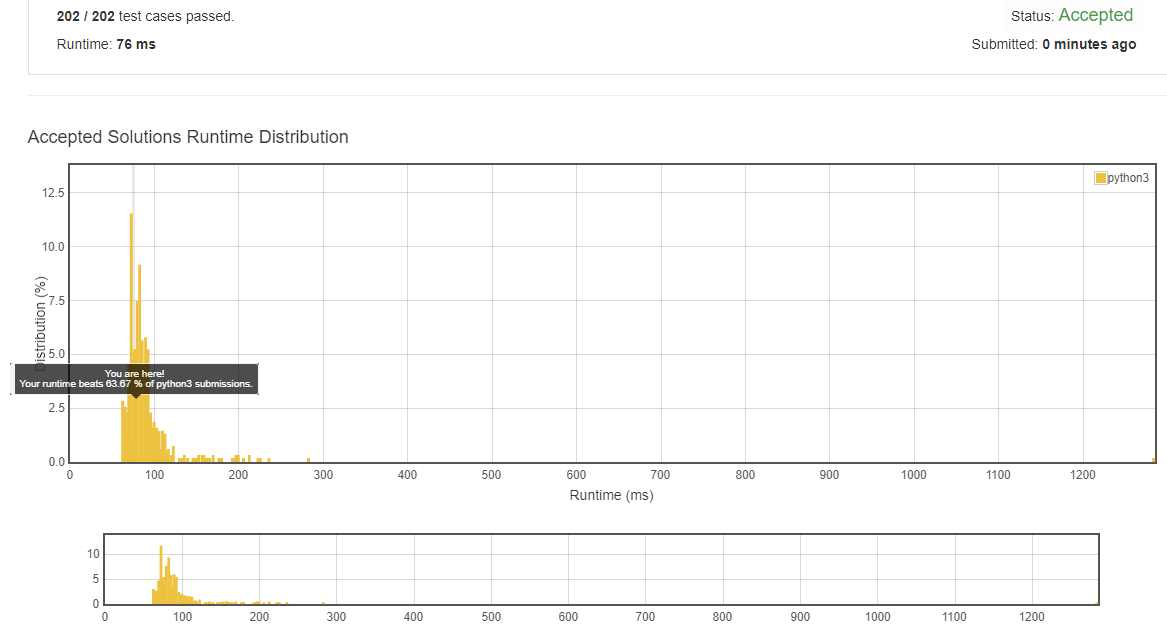 202 / 202 test cases passed.
Status: Accepted
Runtime: 76 ms
Submitted: 0 minutes ago
Accepted Solutions Runtime Distribution
python3
Distribution (%)
12.5
10.0
7.5
5.0
2.5
0.0
You are here!
Your runtime beats 63.67 % of python3 submissions.
0 100 200 300 400 500 600 700 800 900 1000 1100 1200
Runtime (ms)
10
5
0
0 100 200 300 400 500 600 700 800 900 1000 1100 1200